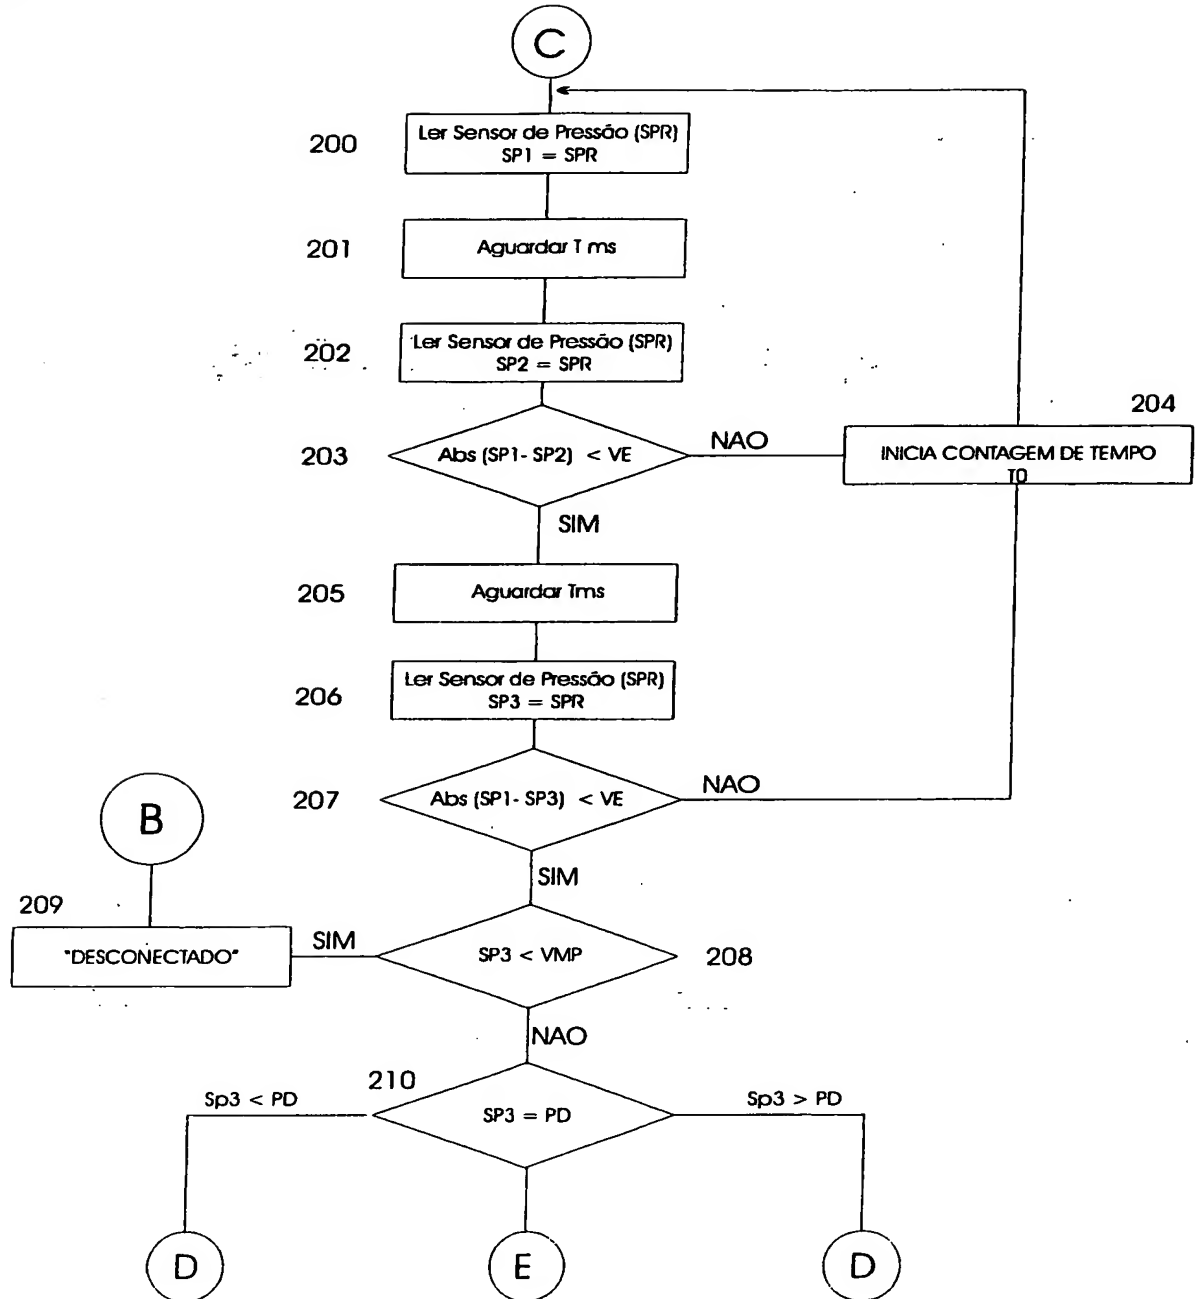 C
200
Ler Sensor de Pressão (SPR)
SP1 = SPR
201
Aguardar T ms
202
Ler Sensor de Pressão (SPR)
SP2 = SPR
203
Abs (SP1- SP2) < VE
NAO
204
INICIA CONTAGEM DE TEMPO
T0
SIM
205
Aguardar Tms
206
Ler Sensor de Pressão (SPR)
SP3 = SPR
207
Abs (SP1- SP3) < VE
NAO
B
SIM
209
"DESCONECTADO"
SIM
SP3 < VMP
208
NAO
210
Sp3 < PD
SP3 = PD
Sp3 > PD
D
E
D